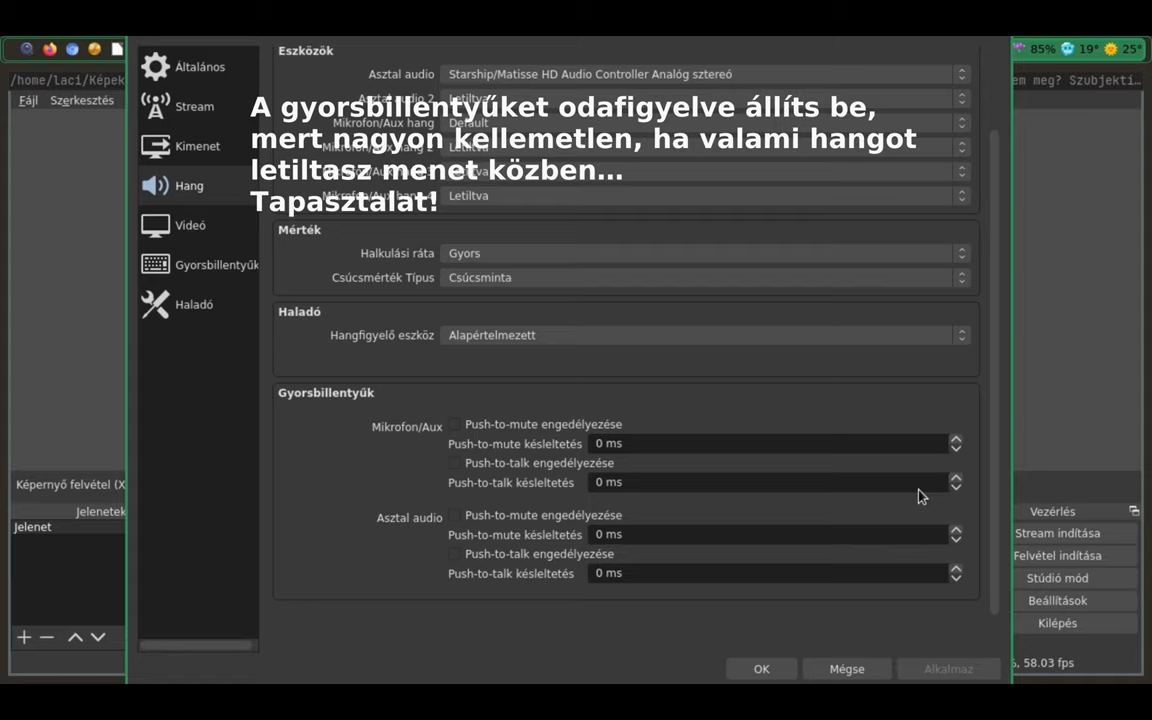 85% 19° 25°
/home/laci/Képek
em meg? Szubjekti…
Fájl Szerkesztés
Általános
Stream
Kimenet
Hang
Videó
Gyorsbillentyűk
Haladó
Eszközök
Asztal audio Starship/Matisse HD Audio Controller Analóg sztereó
Asztal audio 2 Letiltva
A gyorsbillentyűket odafigyelve állíts be,
Mikrofon/Aux hang Default
mert nagyon kellemetlen, ha valami hangot
letiltasz menet közben...
Letiltva
Tapasztalat!
Mérték
Halkulási ráta Gyors
Csúcsmérték Típus Csúcsminta
Haladó
Hangfigyelő eszköz Alapértelmezett
Gyorsbillentyűk
Mikrofon/Aux Push-to-mute engedélyezése
Push-to-mute késleltetés 0 ms
Push-to-talk engedélyezése
Push-to-talk késleltetés 0 ms
Asztal audio Push-to-mute engedélyezése
Push-to-mute késleltetés 0 ms
Push-to-talk engedélyezése
Push-to-talk késleltetés 0 ms
OK Mégse Alkalmaz
Képernyő felvétel (X
Jelenetek
Jelenet
Vezérlés
Stream indítása
Felvétel indítása
Stúdió mód
Beállítások
Kilépés
%, 58.03 fps